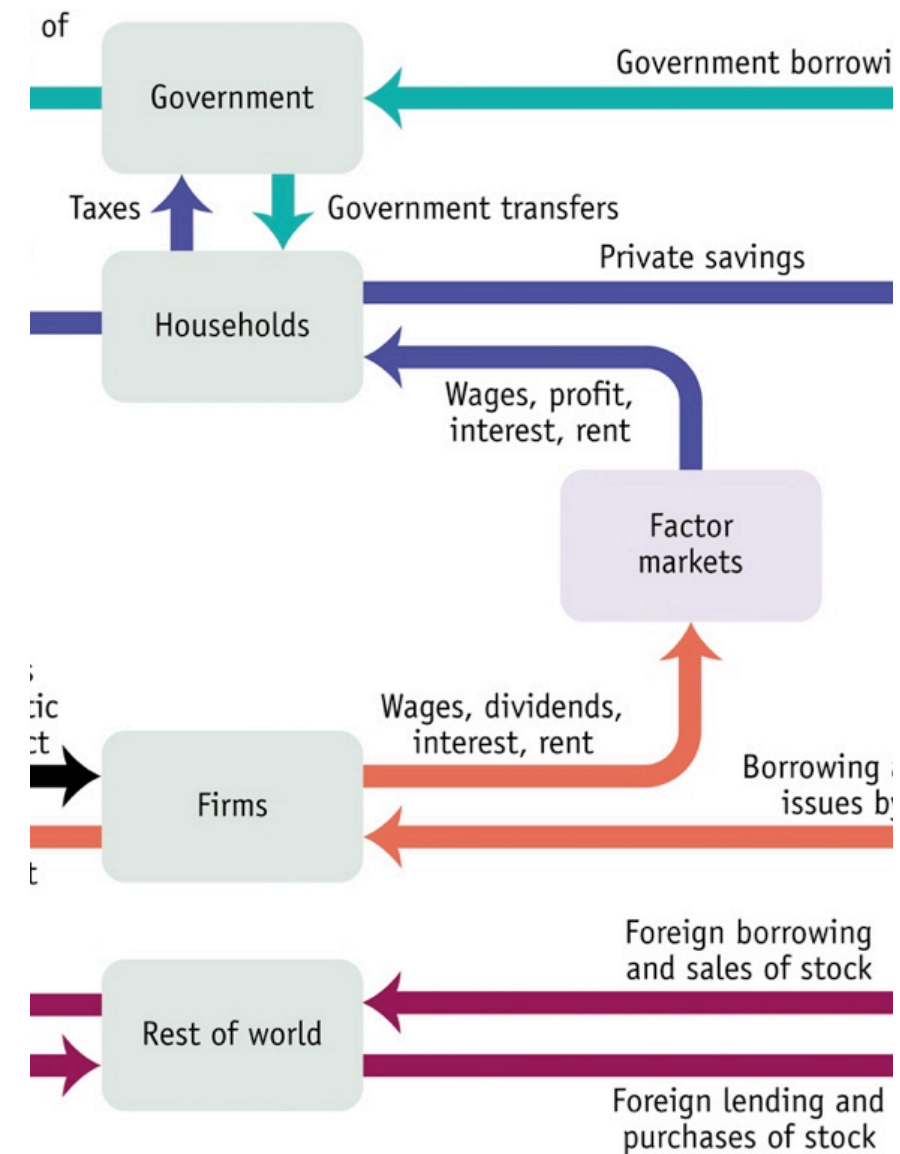 of
Government borrowi
Government
Taxes
Government transfers
Private savings
Households
Wages, profit,
interest, rent
Factor
markets
s
tic
ct
Wages, dividends,
interest, rent
Borrowing a
issues by
Firms
t
Foreign borrowing
and sales of stock
Rest of world
Foreign lending and
purchases of stock